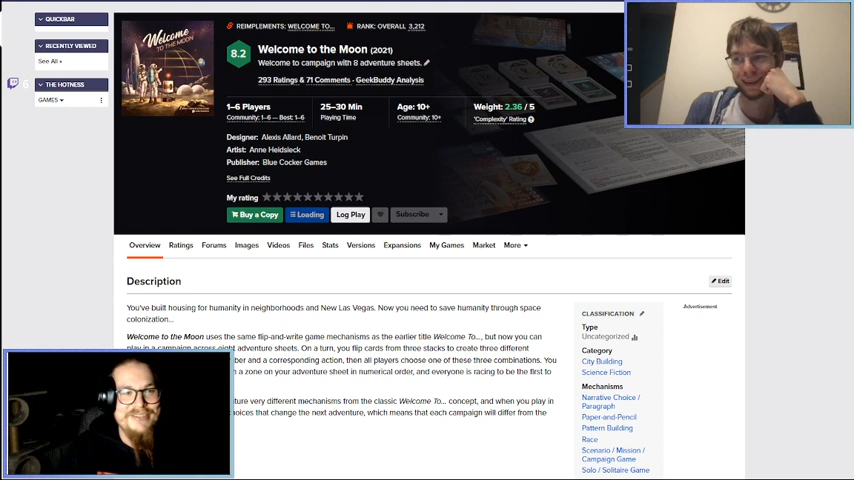 QUICKBAR
RECENTLY VIEWED
See All »
THE HOTNESS
GAMES
Welcome
TO THE MOON
REIMPLEMENTS: WELCOME TO...
RANK: OVERALL 3,212
8.2
Welcome to the Moon (2021)
Welcome to campaign with 8 adventure sheets.
293 Ratings & 71 Comments · GeekBuddy Analysis
1–6 Players
Community: 1–6 — Best: 1–6
25–30 Min
Playing Time
Age: 10+
Community: 10+
Weight: 2.36 / 5
'Complexity' Rating
Designer: Alexis Allard, Benoit Turpin
Artist: Anne Heidsieck
Publisher: Blue Cocker Games
See Full Credits
My rating
Buy a Copy
Loading
Log Play
Subscribe
Overview
Ratings
Forums
Images
Videos
Files
Stats
Versions
Expansions
My Games
Market
More
Description
Edit
You've built housing for humanity in neighborhoods and New Las Vegas. Now you need to save humanity through space
colonization...
Welcome to the Moon uses the same flip-and-write game mechanisms as the earlier title Welcome To..., but now you can
play in a campaign across eight adventure sheets. On a turn, you flip cards from three stacks to create three different
and a corresponding action, then all players choose one of these three combinations. You
a zone on your adventure sheet in numerical order, and everyone is racing to be the first to
very different mechanisms from the classic Welcome To... concept, and when you play in
choices that change the next adventure, which means that each campaign will differ from the
Advertisement
CLASSIFICATION
Type
Uncategorized
Category
City Building
Science Fiction
Mechanisms
Narrative Choice /
Paragraph
Paper-and-Pencil
Pattern Building
Race
Scenario / Mission /
Campaign Game
Solo / Solitaire Game